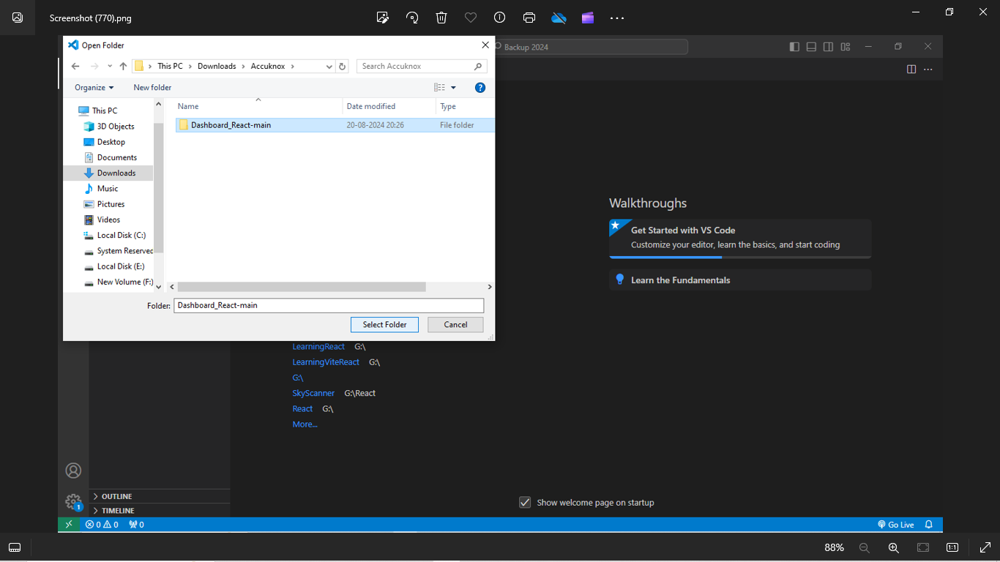 Screenshot (770).png
Open Folder
Backup 2024
This PC > Downloads > Accuknox >
Search Accuknox
Organize
New folder
Name
Date modified
Type
This PC
3D Objects
Desktop
Documents
Downloads
Music
Pictures
Videos
Local Disk (C:)
System Reserved
Local Disk (E:)
New Volume (F:)
Dashboard_React-main
20-08-2024 20:26
File folder
Folder: Dashboard_React-main
Select Folder
Cancel
Walkthroughs
Get Started with VS Code
Customize your editor, learn the basics, and start coding
Learn the Fundamentals
LearningReact G:\
LearningViteReact G:\
G:\
SkyScanner G:\React
React G:\
More...
OUTLINE
TIMELINE
1
Show welcome page on startup
0 0 0
Go Live
88%
1:1